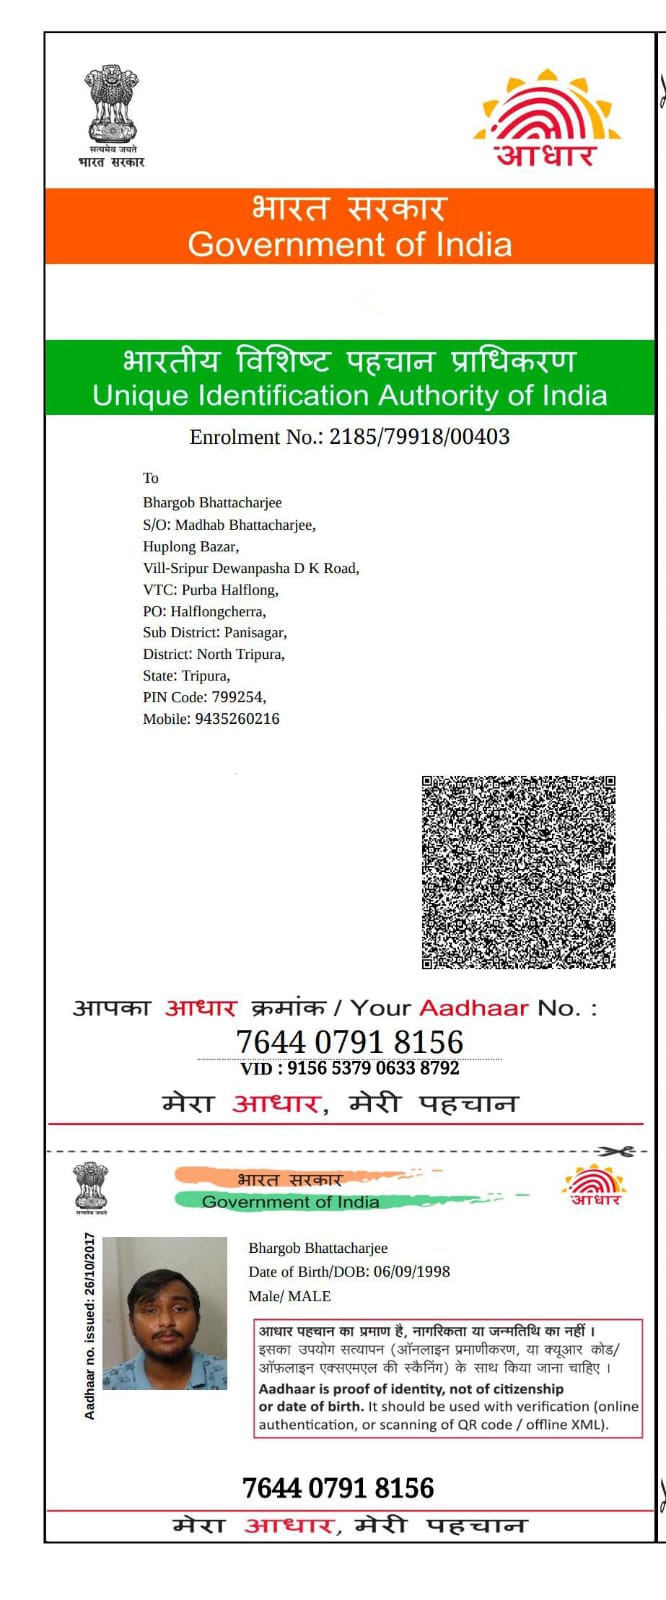 सत्यमेव जयते
भारत सरकार
आधार
भारत सरकार
Government of India
भारतीय विशिष्ट पहचान प्राधिकरण
Unique Identification Authority of India
Enrolment No.: 2185/79918/00403
To
Bhargob Bhattacharjee
S/O: Madhab Bhattacharjee,
Huplong Bazar,
Vill-Sripur Dewanpasha D K Road,
VTC: Purba Halflong,
PO: Halflongcherra,
Sub District: Panisagar,
District: North Tripura,
State: Tripura,
PIN Code: 799254,
Mobile: 9435260216
आपका आधार क्रमांक / Your Aadhaar No. :
7644 0791 8156
VID : 9156 5379 0633 8792
मेरा आधार, मेरी पहचान
सत्यमेव जयते
भारत सरकार
Government of India
आधार
Aadhaar no. issued: 26/10/2017
Bhargob Bhattacharjee
Date of Birth/DOB: 06/09/1998
Male/ MALE
आधार पहचान का प्रमाण है, नागरिकता या जन्मतिथि का नहीं ।
इसका उपयोग सत्यापन (ऑनलाइन प्रमाणीकरण, या क्यूआर कोड/
ऑफ़लाइन एक्सएमएल की स्कैनिंग) के साथ किया जाना चाहिए ।
Aadhaar is proof of identity, not of citizenship
or date of birth. It should be used with verification (online
authentication, or scanning of QR code / offline XML).
7644 0791 8156
मेरा आधार, मेरी पहचान